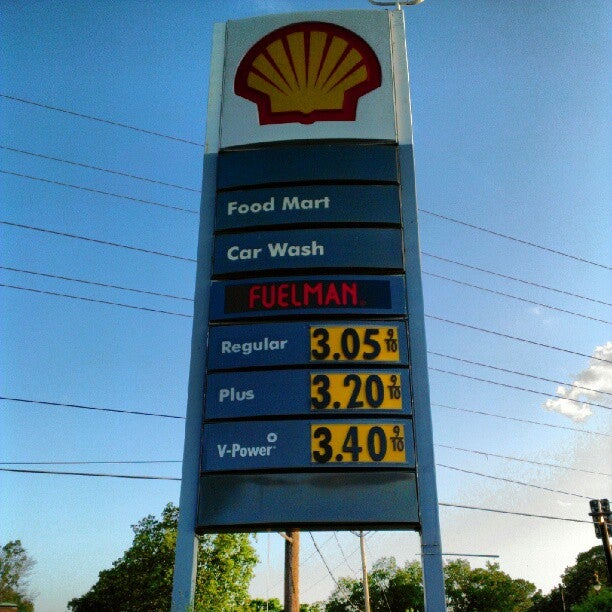 Food Mart
Car Wash
FUELMAN
Regular 3.05 9/10
Plus 3.20 9/10
V-Power 3.40 9/10